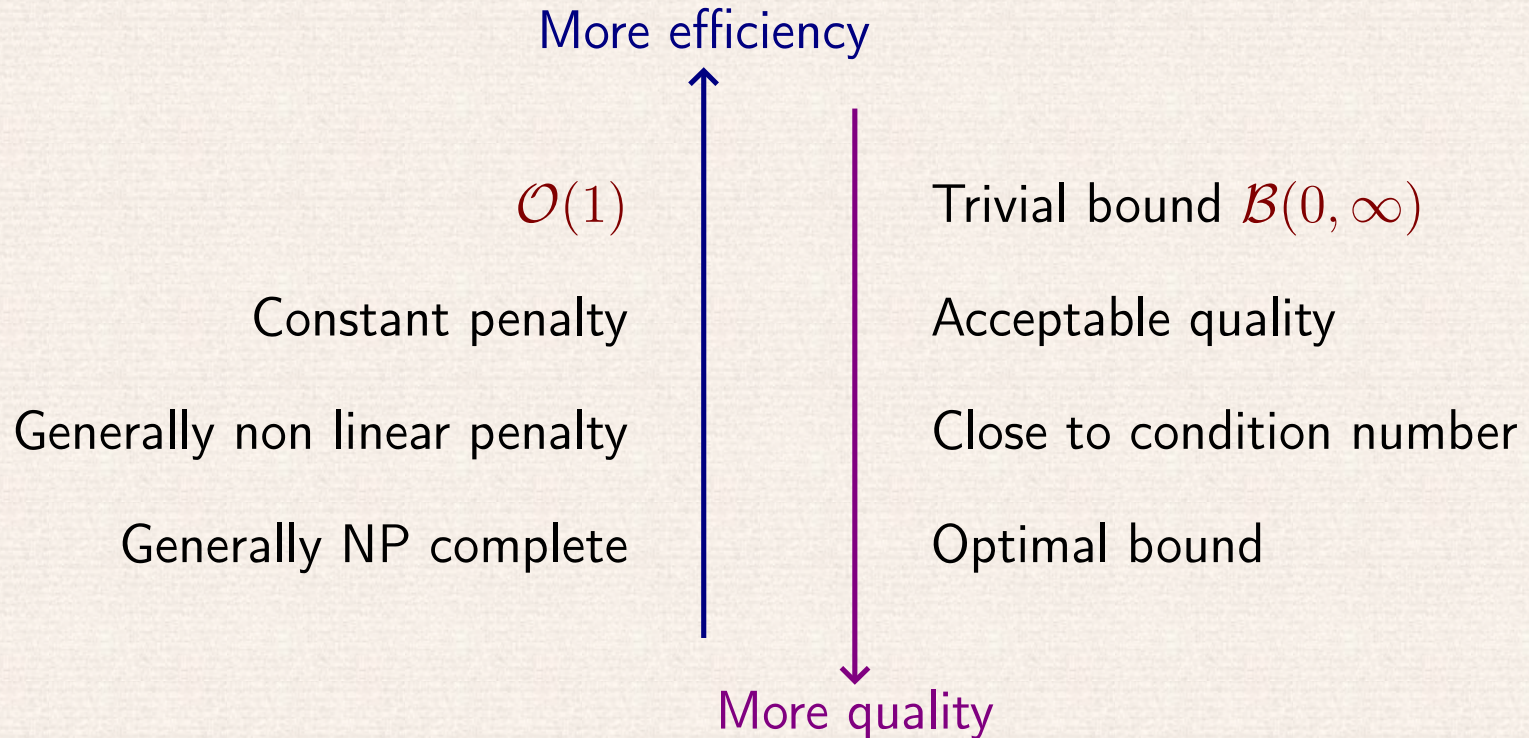 More efficiency
𝒪(1) Trivial bound ℬ(0, ∞)
Constant penalty Acceptable quality
Generally non linear penalty Close to condition number
Generally NP complete Optimal bound
More quality